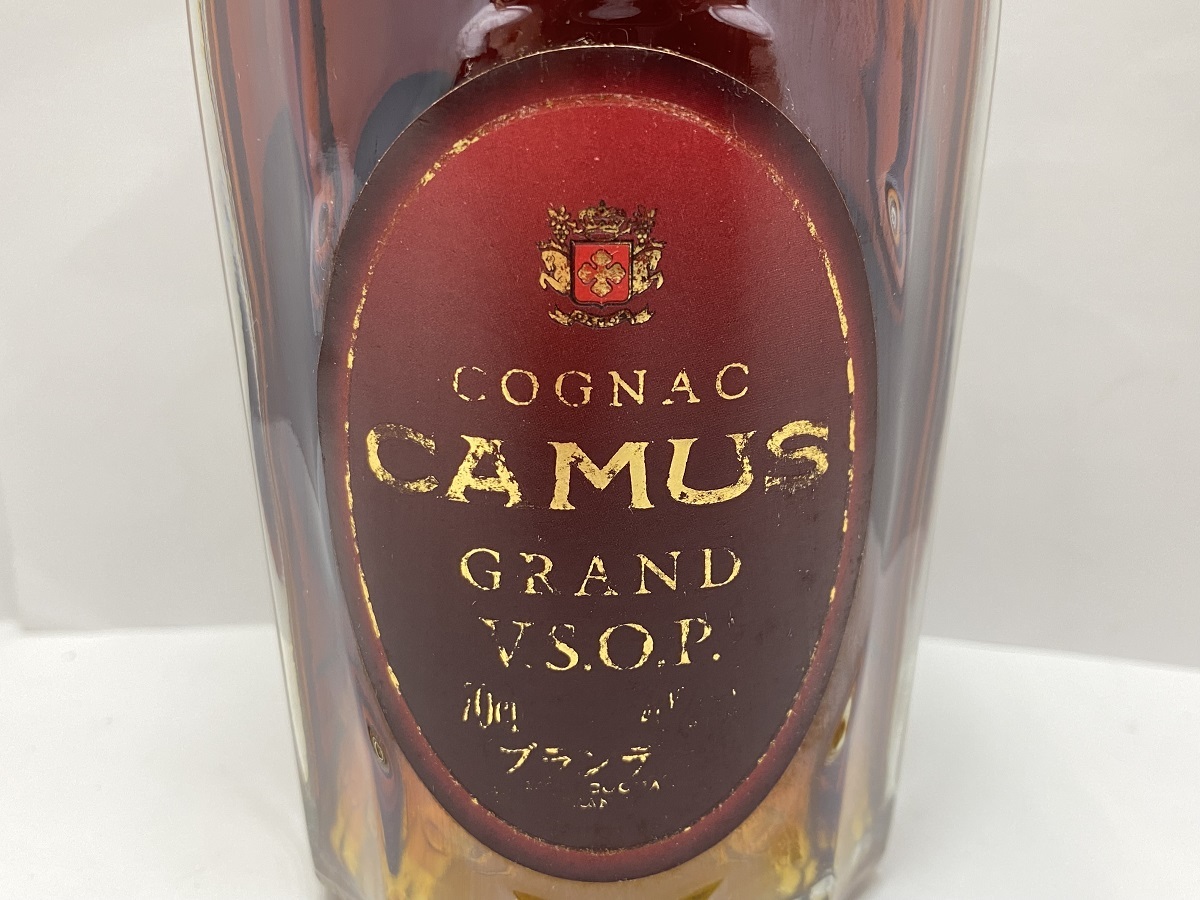 COGNAC
CAMUS
GRAND
V.S.O.P.
70cl
ブランデ